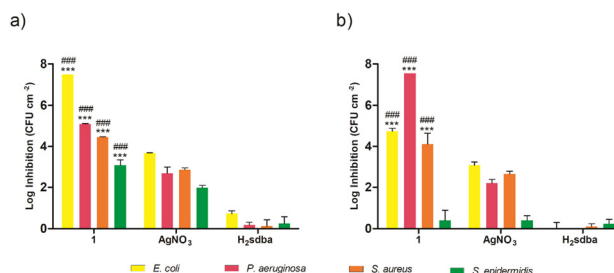 a)
b)
Log Inhibition (CFU cm⁻²)
8
6
4
2
0
###
***
###
***
###
***
###
***
1
AgNO₃
H₂sdba
Log Inhibition (CFU cm⁻²)
8
6
4
2
0
###
***
###
***
###
***
1
AgNO₃
H₂sdba
E. coli
P. aeruginosa
S. aureus
S. epidermidis